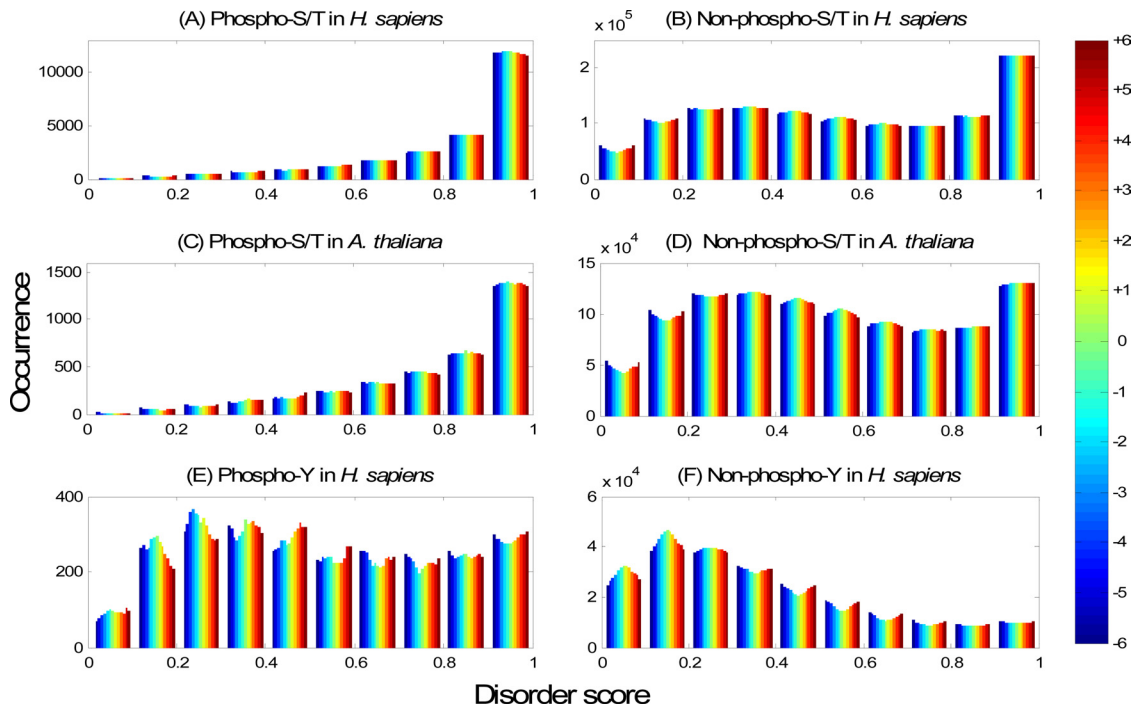 (A) Phospho-S/T in H. sapiens
(B) Non-phospho-S/T in H. sapiens
x 10^5
10000
5000
0
0 0.2 0.4 0.6 0.8 1
2
1
0
0 0.2 0.4 0.6 0.8 1
(C) Phospho-S/T in A. thaliana
(D) Non-phospho-S/T in A. thaliana
x 10^4
1500
1000
500
0
0 0.2 0.4 0.6 0.8 1
15
10
5
0
0 0.2 0.4 0.6 0.8 1
(E) Phospho-Y in H. sapiens
(F) Non-phospho-Y in H. sapiens
x 10^4
400
200
0
0 0.2 0.4 0.6 0.8 1
6
4
2
0
0 0.2 0.4 0.6 0.8 1
Occurrence
Disorder score
+6
+5
+4
+3
+2
+1
0
-1
-2
-3
-4
-5
-6